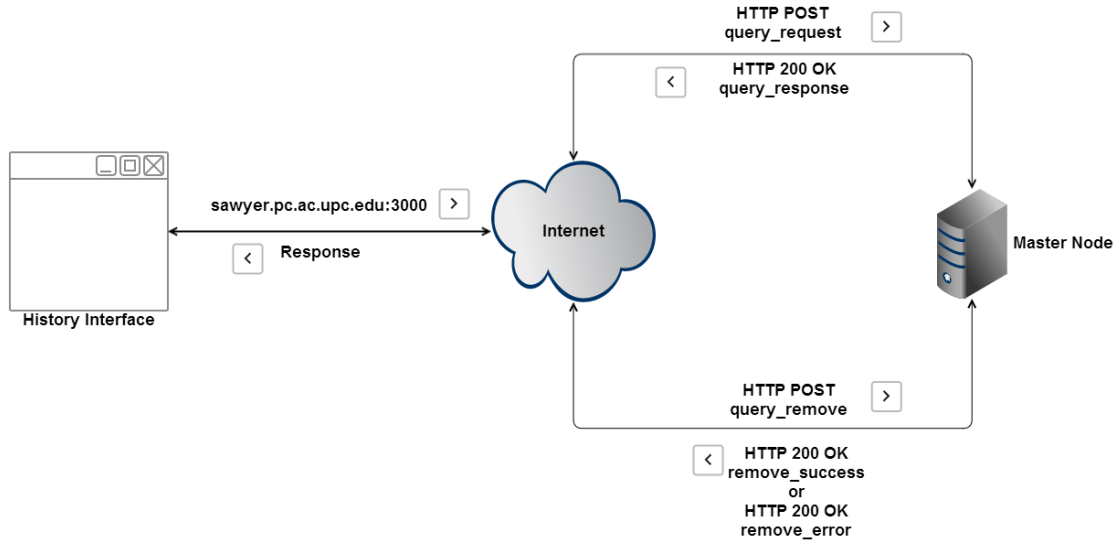 HTTP POST
query_request
>
<
HTTP 200 OK
query_response
sawyer.pc.ac.upc.edu:3000
>
Internet
<
Response
Master Node
History Interface
HTTP POST
query_remove
>
<
HTTP 200 OK
remove_success
or
HTTP 200 OK
remove_error